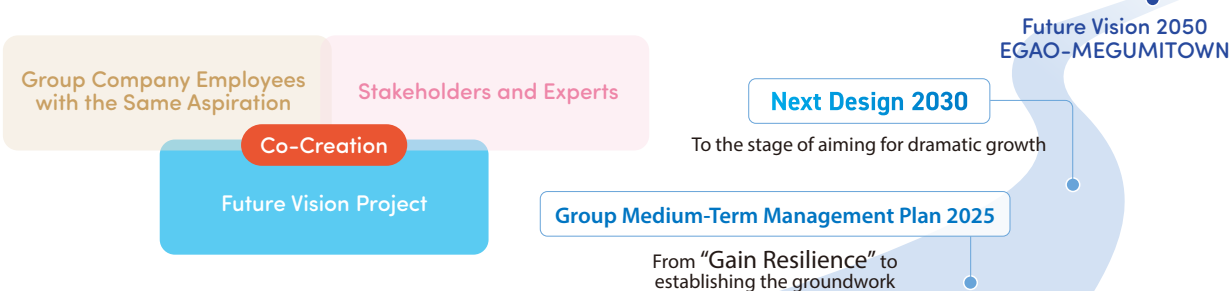 Group Company Employees
with the Same Aspiration
Stakeholders and Experts
Co-Creation
Future Vision Project
Future Vision 2050
EGAO-MEGUMITOWN
Next Design 2030
To the stage of aiming for dramatic growth
Group Medium-Term Management Plan 2025
From “Gain Resilience” to
establishing the groundwork